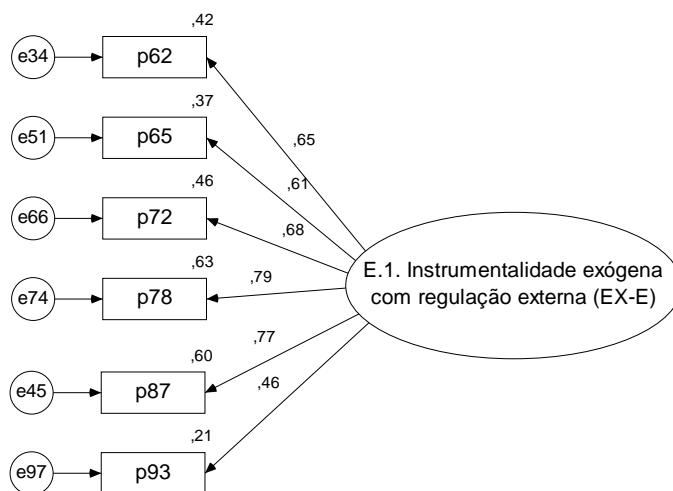 ,42
e34
p62
,65
,37
e51
p65
,61
,46
e66
p72
,68
E.1. Instrumentalidade exógena
com regulação externa (EX-E)
,63
e74
p78
,79
,60
e45
p87
,77
,46
,21
e97
p93